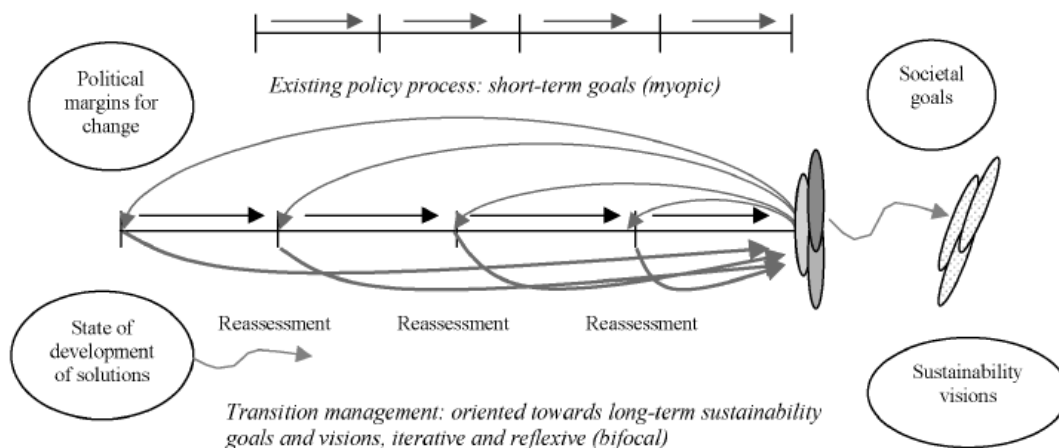 Existing policy process: short-term goals (myopic)
Political
margins for
change
Societal
goals
Reassessment
Reassessment
Reassessment
State of
development
of solutions
Sustainability
visions
Transition management: oriented towards long-term sustainability
goals and visions, iterative and reflexive (bifocal)